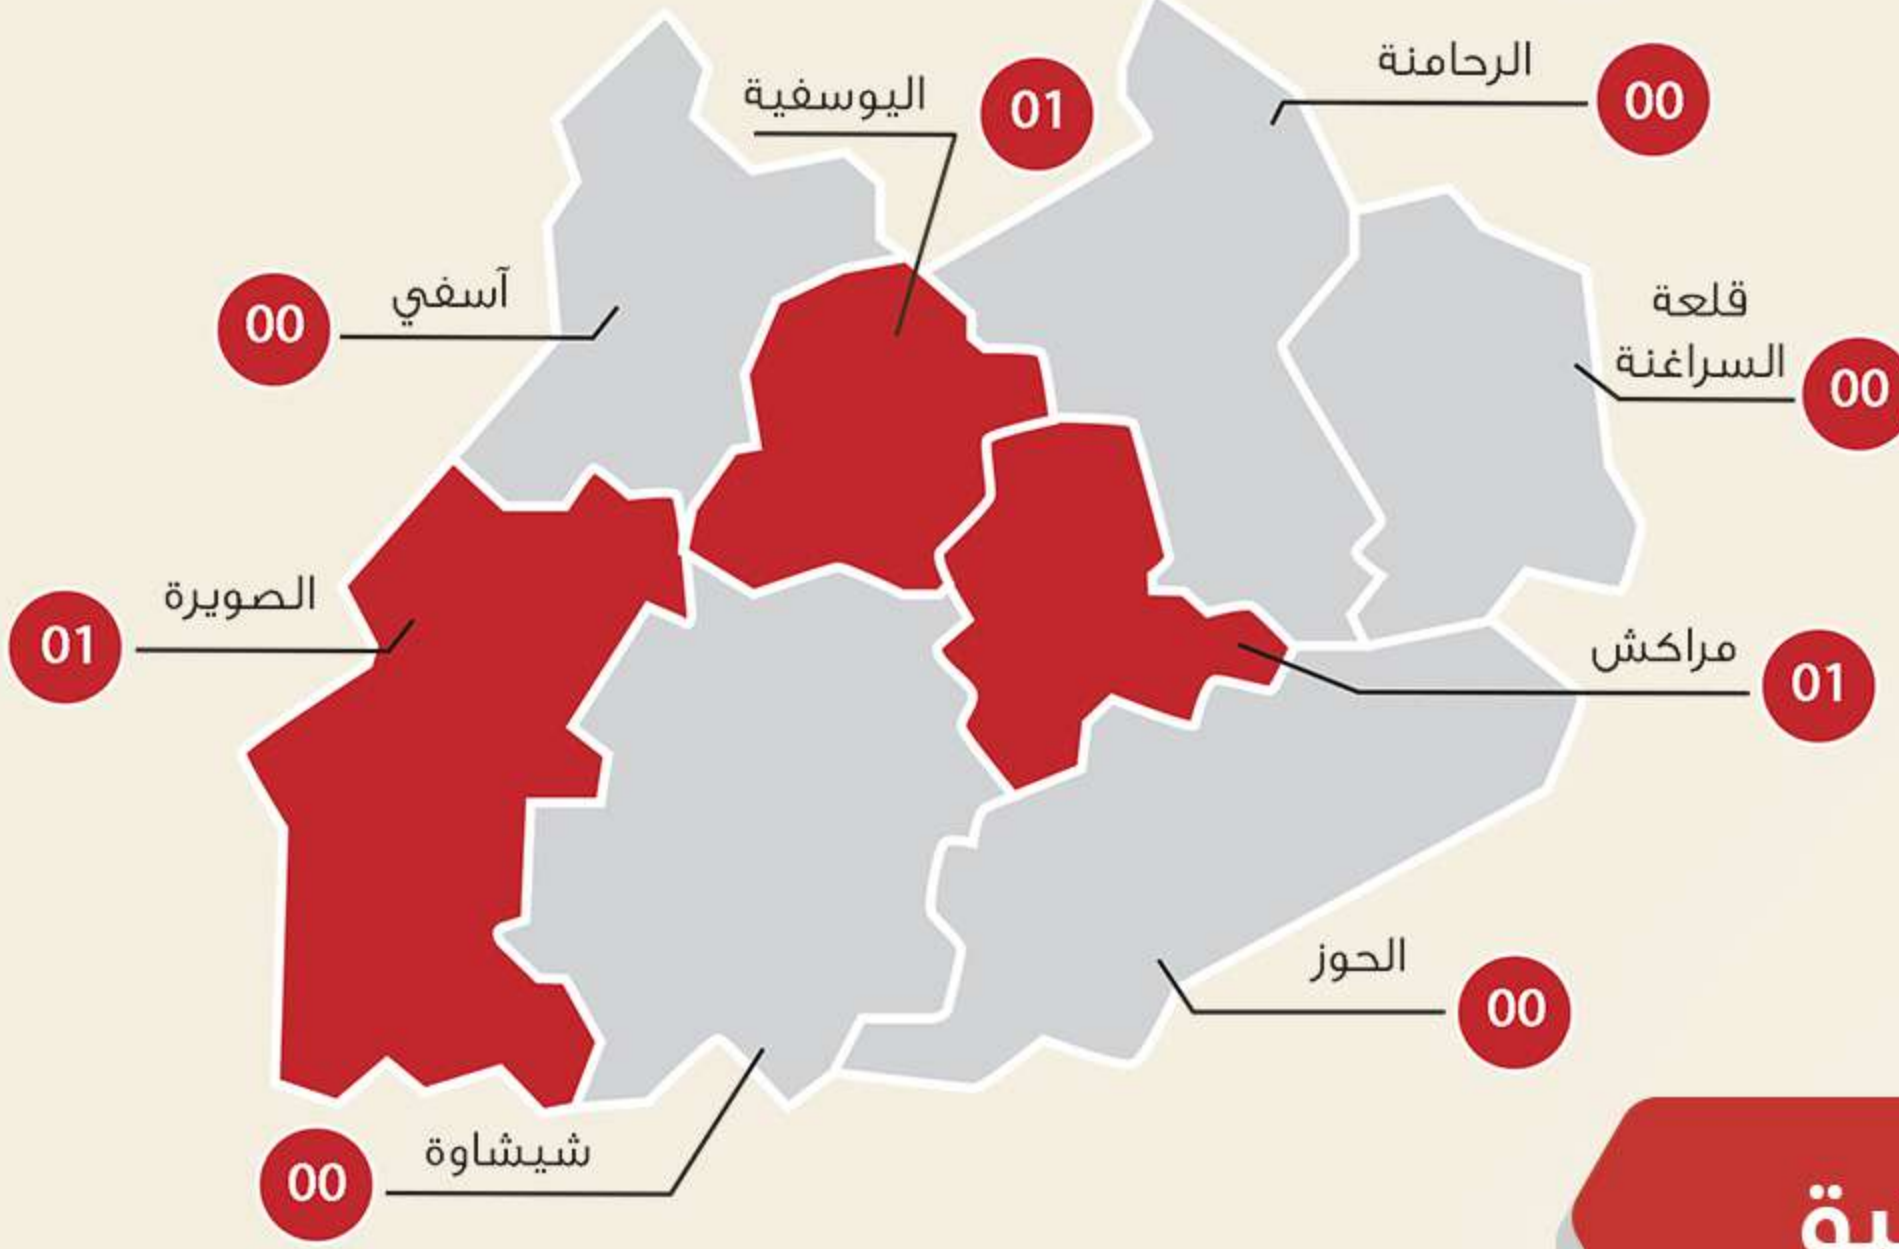 الرحامنة
00
اليوسفية
01
آسفي
00
قلعة
السراغنة
00
الصويرة
01
مراكش
01
الحوز
00
شيشاوة
00